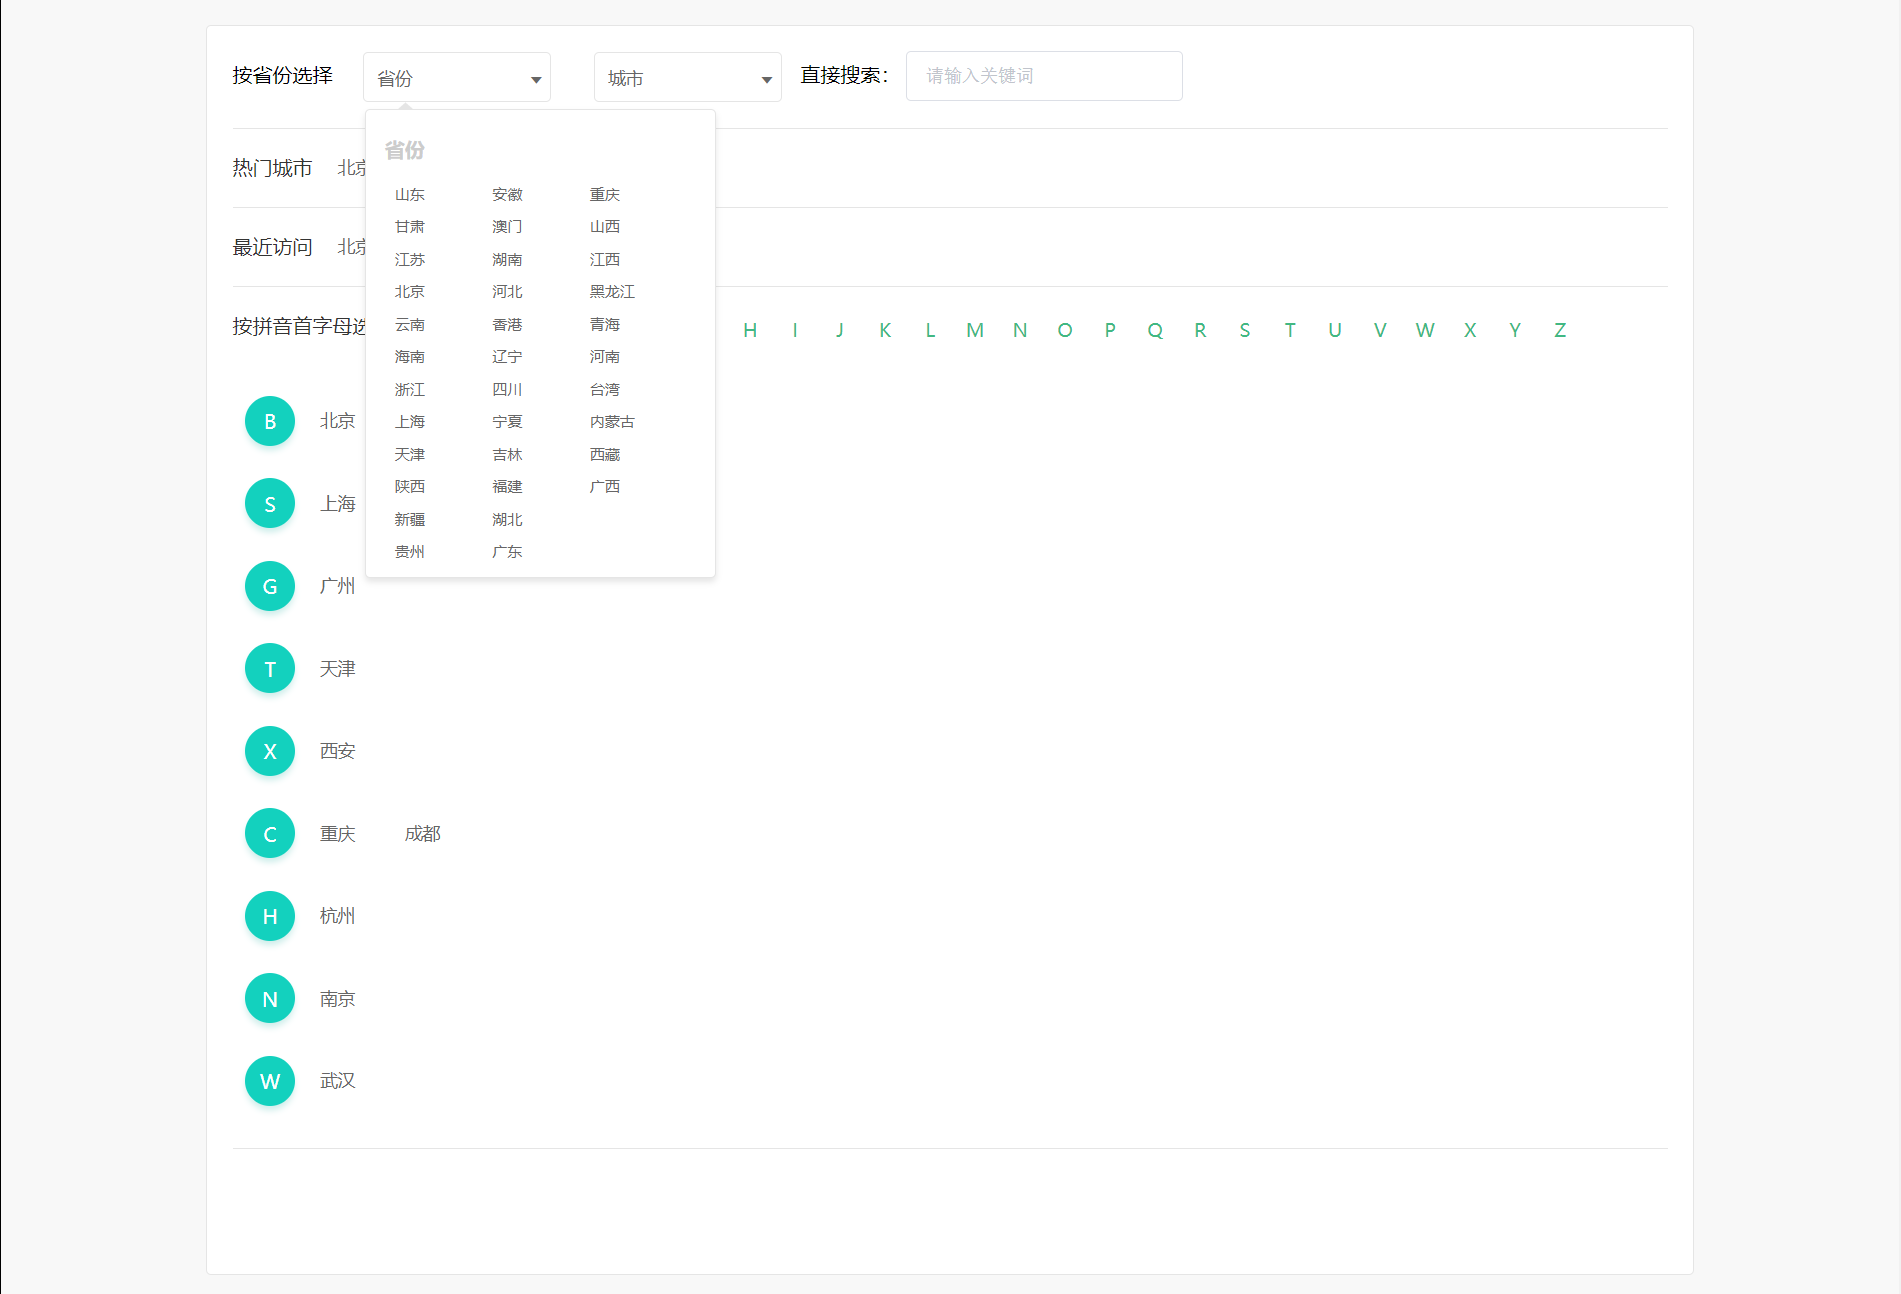 按省份选择 省份 城市 直接搜索： 请输入关键词
省份
山东 安徽 重庆
甘肃 澳门 山西
江苏 湖南 江西
北京 河北 黑龙江
云南 香港 青海
海南 辽宁 河南
浙江 四川 台湾
上海 宁夏 内蒙古
天津 吉林 西藏
陕西 福建 广西
新疆 湖北
贵州 广东
热门城市 北京
最近访问 北京
按拼音首字母选 H I J K L M N O P Q R S T U V W X Y Z
B 北京
S 上海
G 广州
T 天津
X 西安
C 重庆 成都
H 杭州
N 南京
W 武汉